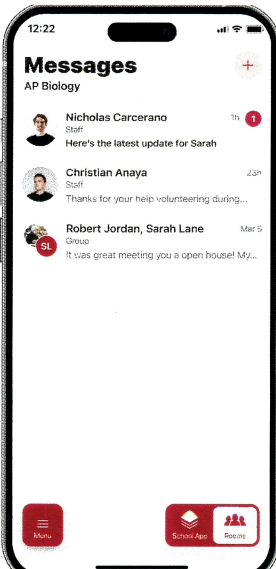 12:22
Messages
AP Biology
Nicholas Carcerano 1h 1
Staff
Here's the latest update for Sarah
Christian Anaya 23h
Staff
Thanks for your help volunteering during...
Robert Jordan, Sarah Lane Mar 5
SL
Group
It was great meeting you a open house! My...
Menu
School App
Rooms